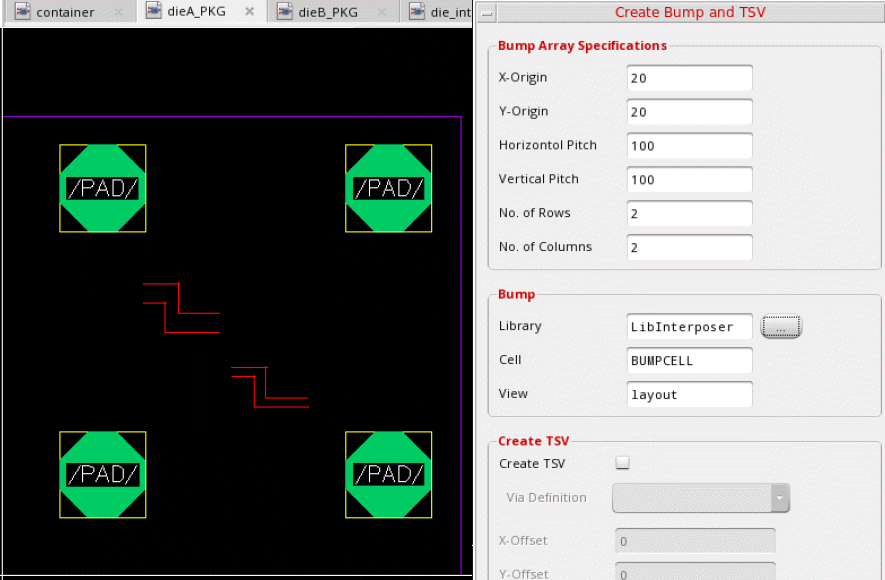 container
dieA_PKG
dieB_PKG
die_int
/PAD/
/PAD/
/PAD/
/PAD/
Create Bump and TSV
Bump Array Specifications
X-Origin 20
Y-Origin 20
Horizontol Pitch 100
Vertical Pitch 100
No. of Rows 2
No. of Columns 2
Bump
Library LibInterposer ...
Cell BUMPCELL
View layout
Create TSV
Create TSV
Via Definition
X-Offset 0
Y-Offset 0